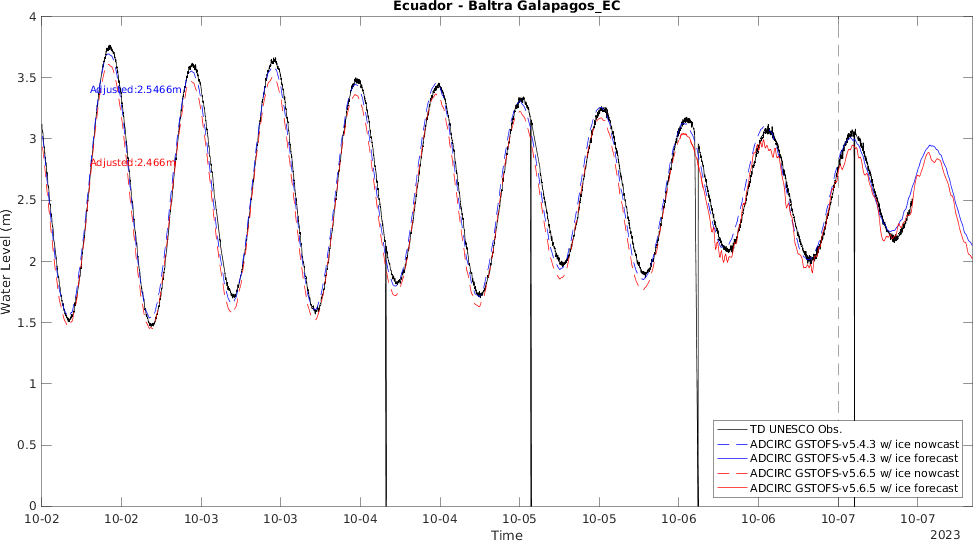 Ecuador - Baltra Galapagos_EC
Water Level (m)
4
3.5
3
2.5
2
1.5
1
0.5
0
Adjusted:2.5466m
Adjusted:2.466m
TD UNESCO Obs.
ADCIRC GSTOFS-v5.4.3 w/ ice nowcast
ADCIRC GSTOFS-v5.4.3 w/ ice forecast
ADCIRC GSTOFS-v5.6.5 w/ ice nowcast
ADCIRC GSTOFS-v5.6.5 w/ ice forecast
10-02 10-02 10-03 10-03 10-04 10-04 10-05 10-05 10-06 10-06 10-07 10-07
Time
2023